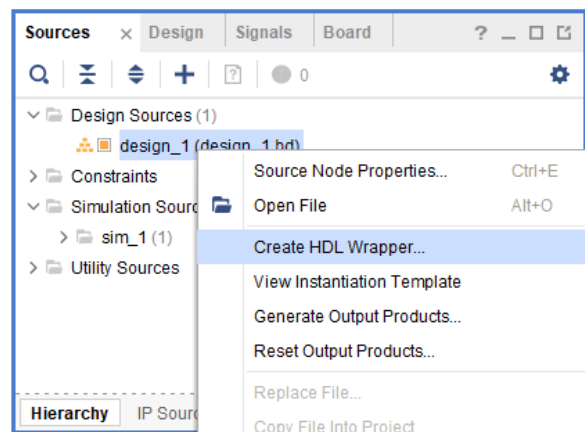 Sources × Design Signals Board ?
0
Design Sources (1)
design_1 (design_1.bd)
Source Node Properties... Ctrl+E
Constraints
Open File Alt+O
Simulation Sourc
Create HDL Wrapper...
sim_1 (1)
View Instantiation Template
Utility Sources
Generate Output Products...
Reset Output Products...
Replace File...
Hierarchy IP Sourc
Copy File Into Project